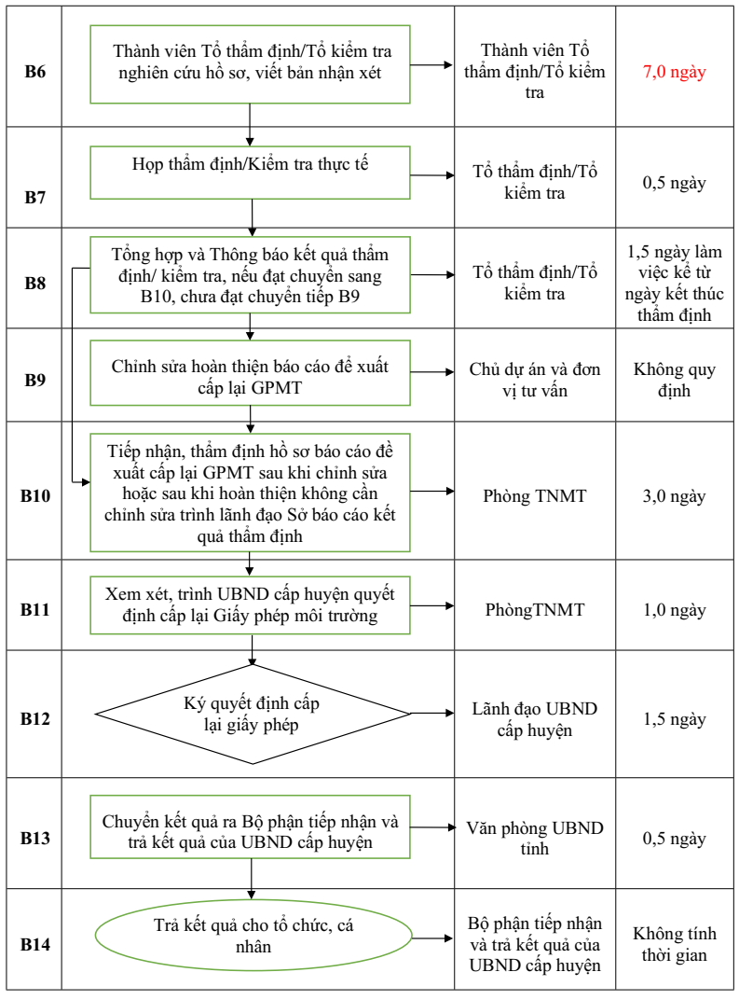 B6
Thành viên Tổ thẩm định/Tổ kiểm tra
nghiên cứu hồ sơ, viết bản nhận xét
Thành viên Tổ
thẩm định/Tổ kiểm
tra
7,0 ngày
B7
Họp thẩm định/Kiểm tra thực tế
Tổ thẩm định/Tổ
kiểm tra
0,5 ngày
B8
Tổng hợp và Thông báo kết quả thẩm
định/ kiểm tra, nếu đạt chuyển sang
B10, chưa đạt chuyển tiếp B9
Tổ thẩm định/Tổ
kiểm tra
1,5 ngày làm
việc kể từ
ngày kết thúc
thẩm định
B9
Chỉnh sửa hoàn thiện báo cáo để xuất
cấp lại GPMT
Chủ dự án và đơn
vị tư vấn
Không quy
định
B10
Tiếp nhận, thẩm định hồ sơ báo cáo đề
xuất cấp lại GPMT sau khi chỉnh sửa
hoặc sau khi hoàn thiện không cần
chỉnh sửa trình lãnh đạo Sở báo cáo kết
quả thẩm định
Phòng TNMT
3,0 ngày
B11
Xem xét, trình UBND cấp huyện quyết
định cấp lại Giấy phép môi trường
PhòngTNMT
1,0 ngày
B12
Ký quyết định cấp
lại giấy phép
Lãnh đạo UBND
cấp huyện
1,5 ngày
B13
Chuyển kết quả ra Bộ phận tiếp nhận và
trả kết quả của UBND cấp huyện
Văn phòng UBND
tỉnh
0,5 ngày
B14
Trả kết quả cho tổ chức, cá
nhân
Bộ phận tiếp nhận
và trả kết quả của
UBND cấp huyện
Không tính
thời gian